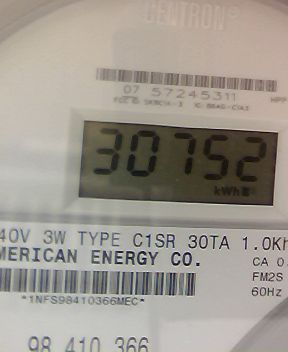 CENTRON®
07 57245311
30752
kWh
40V 3W TYPE C1SR 30TA 1.0Kh
MERICAN ENERGY CO.
CA 0.
FM2S
*1NFS98410366MEC*
60Hz
98 410 366